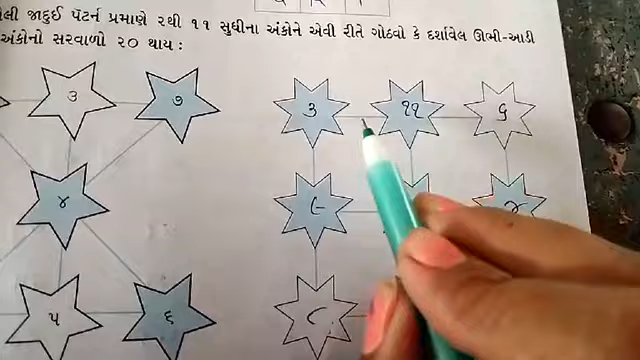 જાદુઈ પૅટર્ન પ્રમાણે ૨થી ૧૧ સુધીના અંકોને એવી રીતે ગોઠવો કે દર્શાવેલ ઊભી-આડી
અંકોનો સરવાળો ૨૦ થાય :
૩ ૭ ૩ ૧૧ ૬
૪ ૯
૫ ૬ ૮